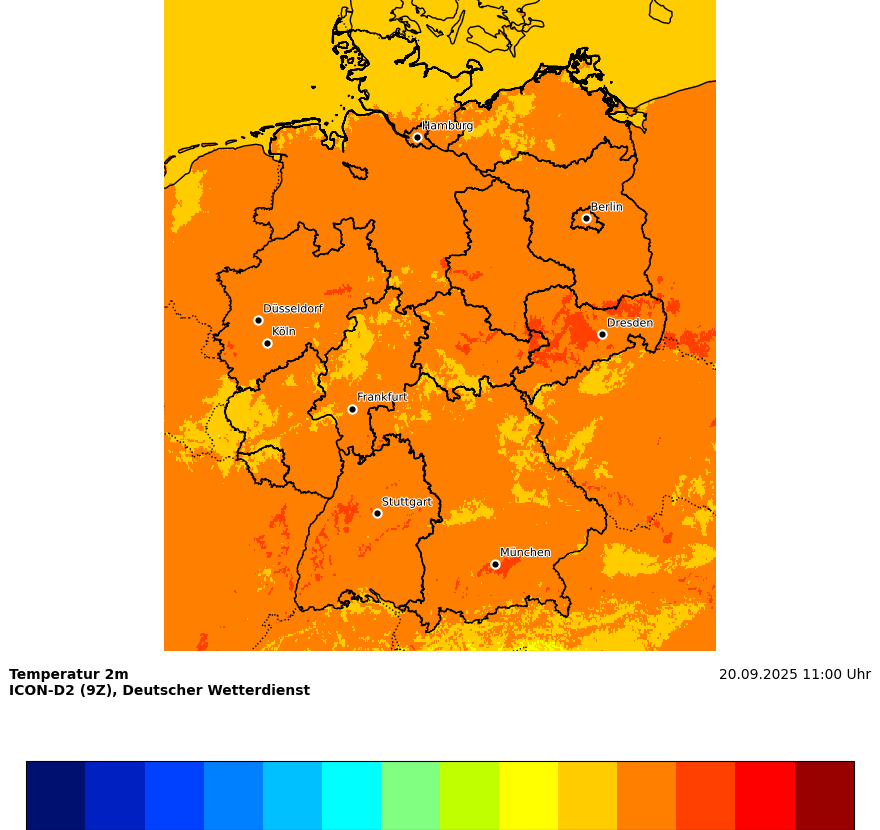 Hamburg
Berlin
Düsseldorf
Köln
Dresden
Frankfurt
Stuttgart
München
Temperatur 2m
20.09.2025 11:00 Uhr
ICON-D2 (9Z), Deutscher Wetterdienst